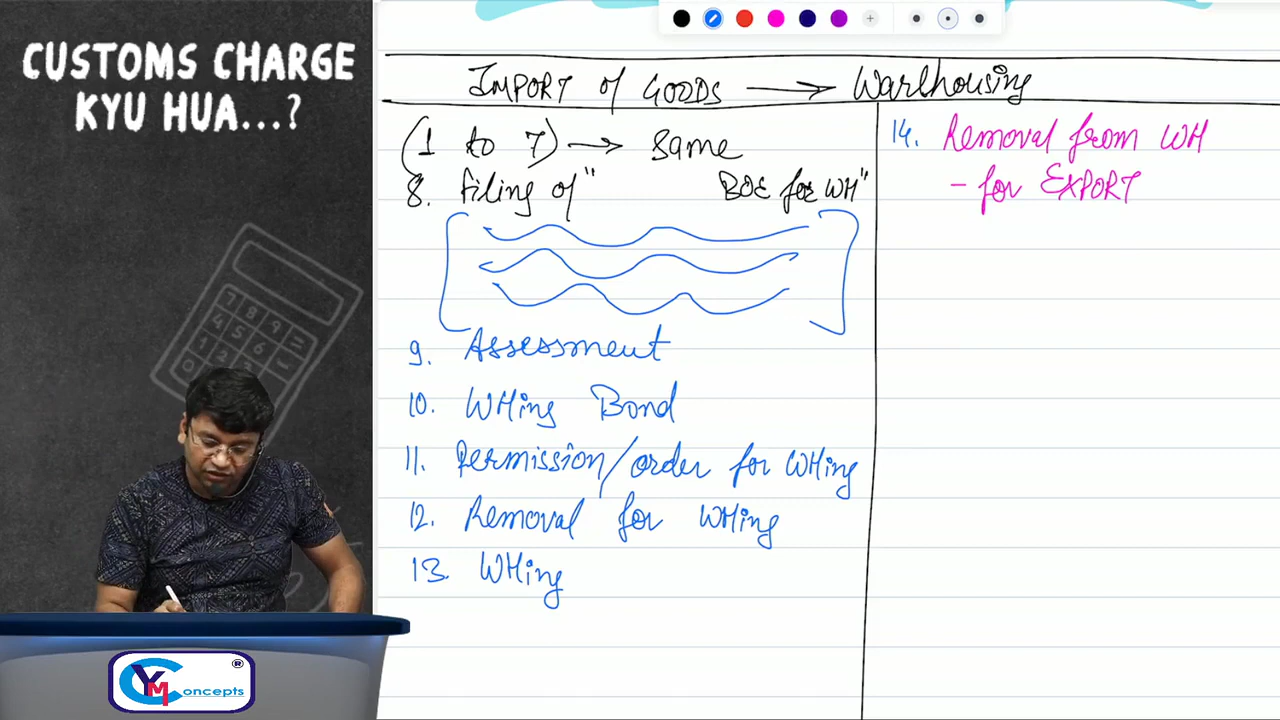 CUSTOMS CHARGE
KYU HUA...?
IMPORT of GOODS → Warehousing
(1 to 7) → Same
8. Filing of" BOE for WH"
9. Assessment
10. WHing Bond
11. Permission/order for WHing
12. Removal for WHing
13. WHing
14. Removal from WH
- for EXPORT
YM Concepts ®